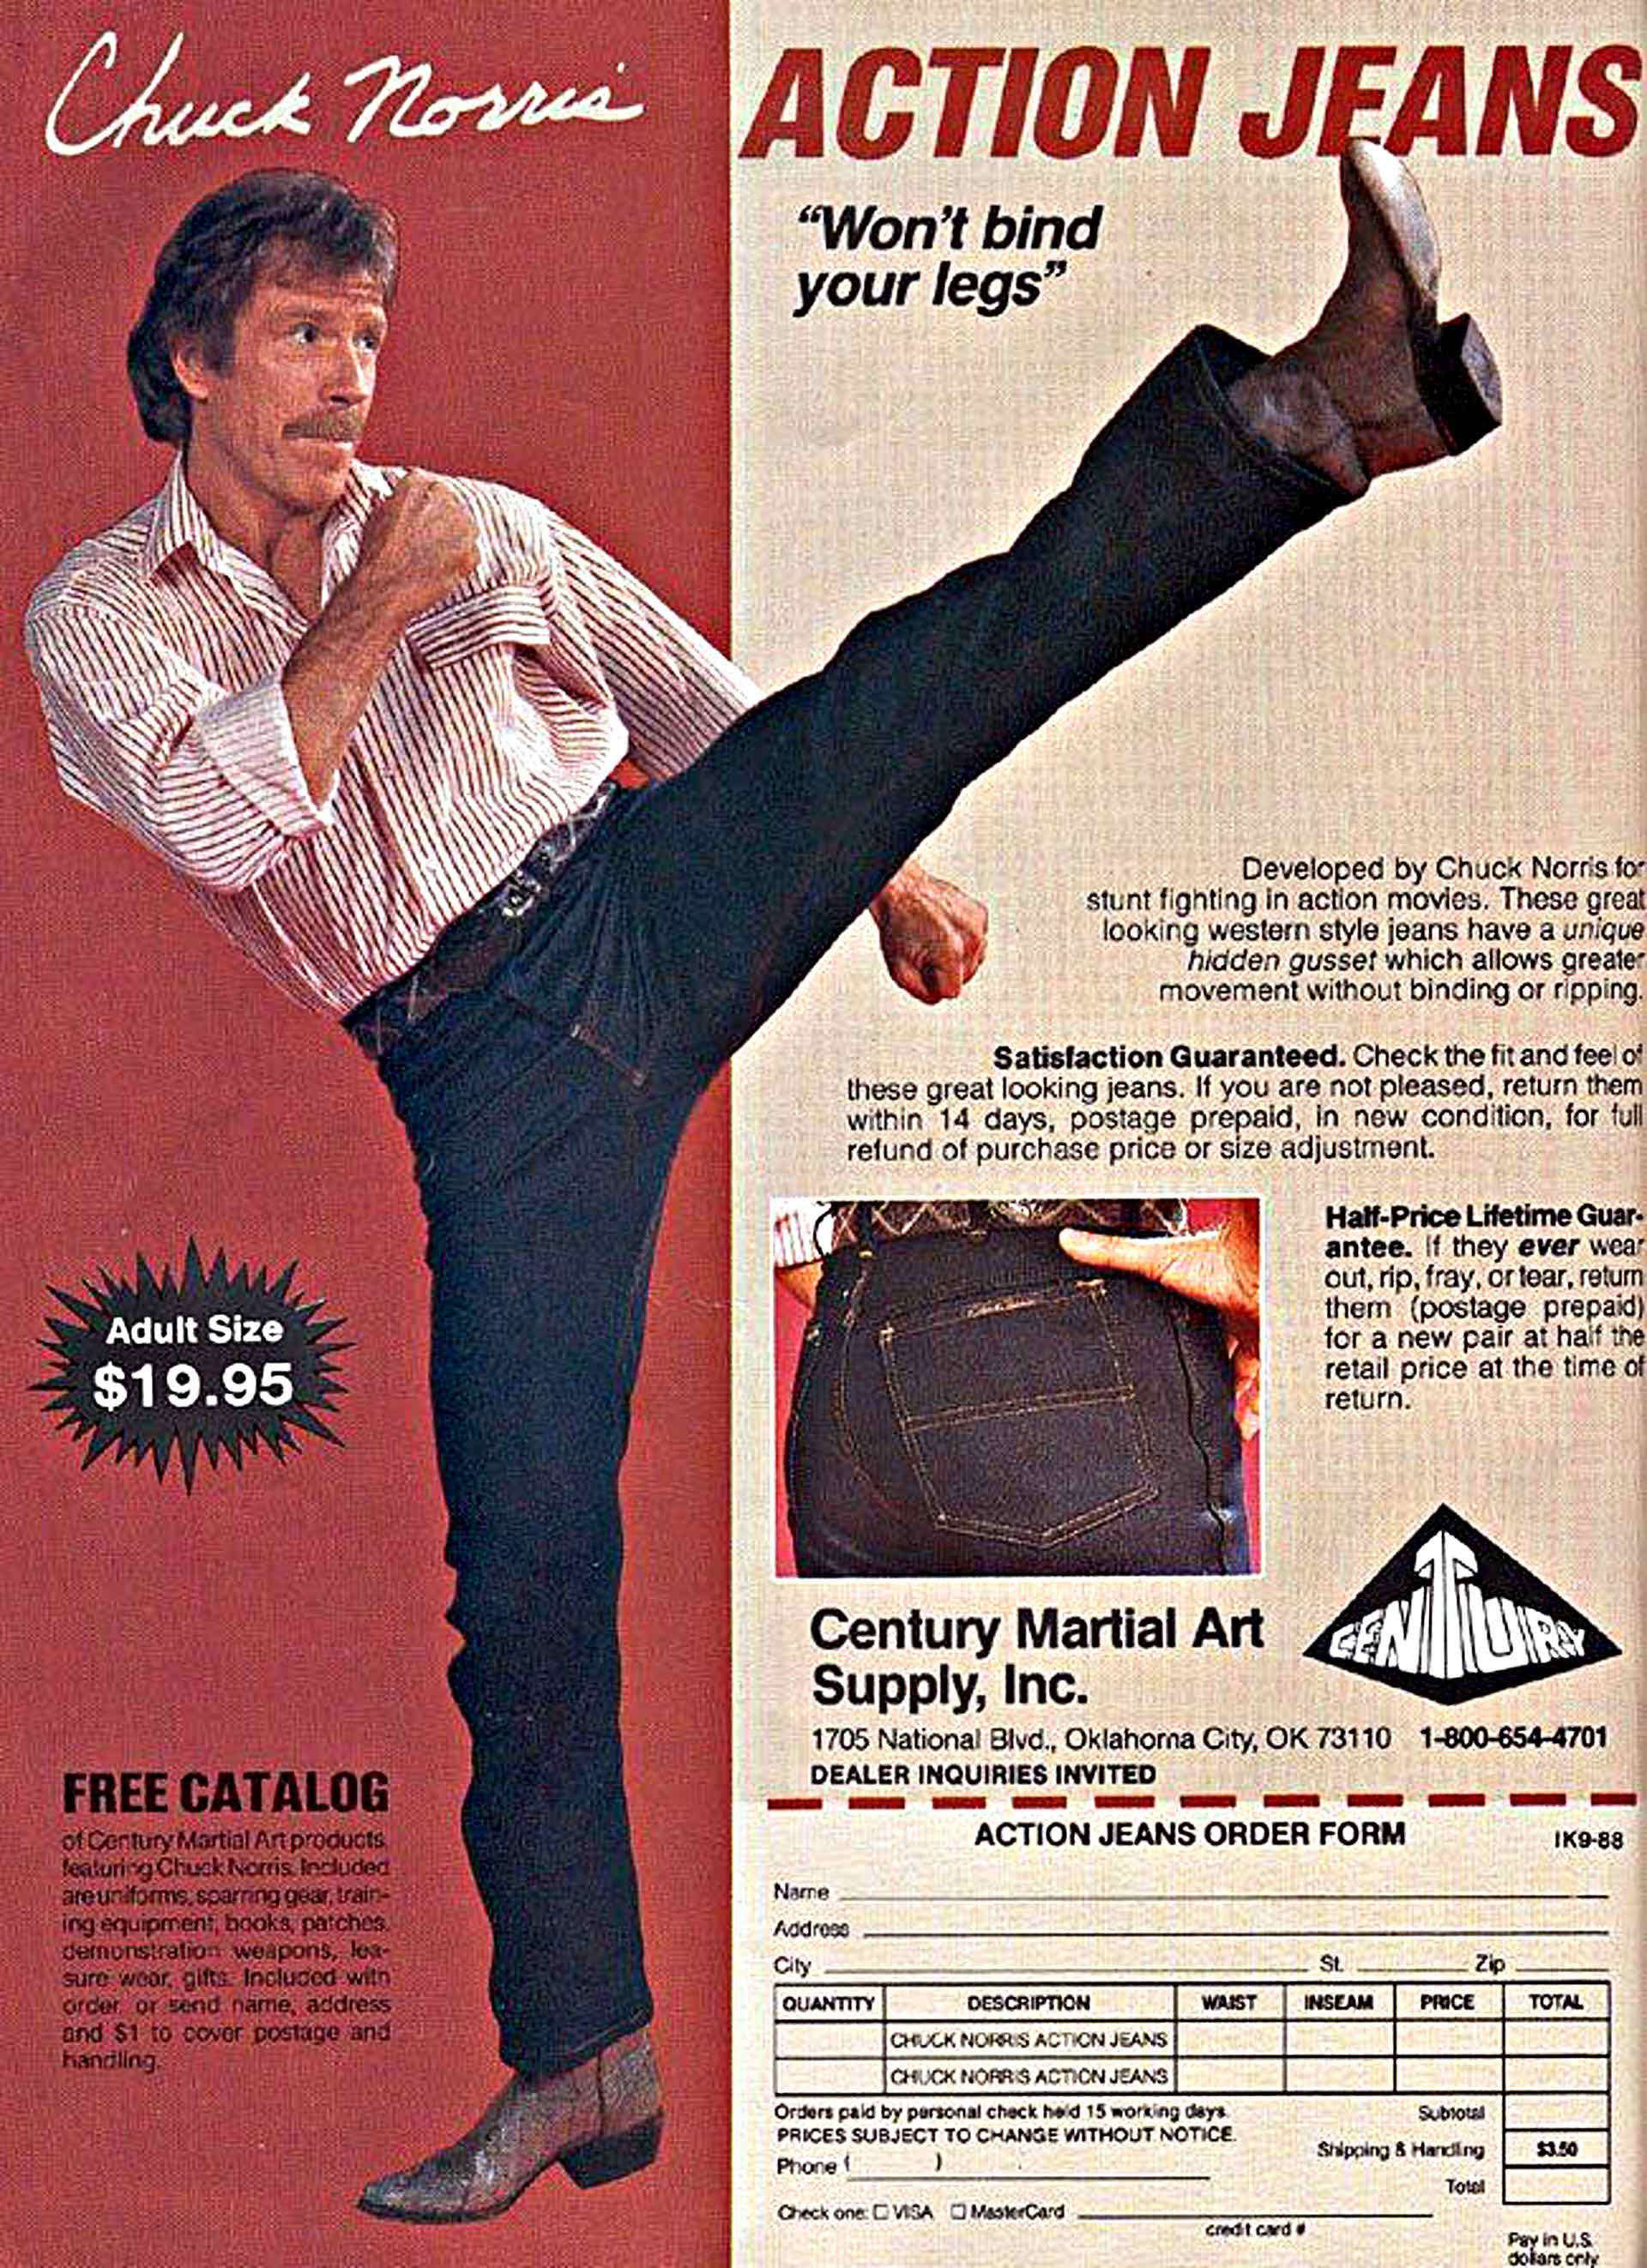 Chuck Norris ACTION JEANS
"Won't bind
your legs"
Developed by Chuck Norris for
stunt fighting in action movies. These great
looking western style jeans have a unique
hidden gusset which allows greater
movement without binding or ripping.
Satisfaction Guaranteed. Check the fit and feel of
these great looking jeans. If you are not pleased, return them
within 14 days, postage prepaid, in new condition, for full
refund of purchase price or size adjustment.
Half-Price Lifetime Guar-
antee. If they ever wear
out, rip, fray, or tear, return
them (postage prepaid)
for a new pair at half the
retail price at the time of
return.
Adult Size
$19.95
CENTURY
Century Martial Art
Supply, Inc.
1705 National Blvd., Oklahoma City, OK 73110 1-800-654-4701
DEALER INQUIRIES INVITED
FREE CATALOG
of Century Martial Art products
featuring Chuck Norris. Included
are uniforms, sparring gear, train-
ing equipment, books, patches,
demonstration weapons, lea-
sure wear, gifts. Included with
order or send name, address
and $1 to cover postage and
handling.
ACTION JEANS ORDER FORM IK9-88
Name
Address
City St. Zip
QUANTITY DESCRIPTION WAIST INSEAM PRICE TOTAL
CHUCK NORRIS ACTION JEANS
CHUCK NORRIS ACTION JEANS
Orders paid by personal check held 15 working days. Subtotal
PRICES SUBJECT TO CHANGE WITHOUT NOTICE.
Shipping & Handling $3.50
Phone ( )
Total
Check one: □ VISA □ MasterCard
credit card #
Pay in U.S.
dollars only